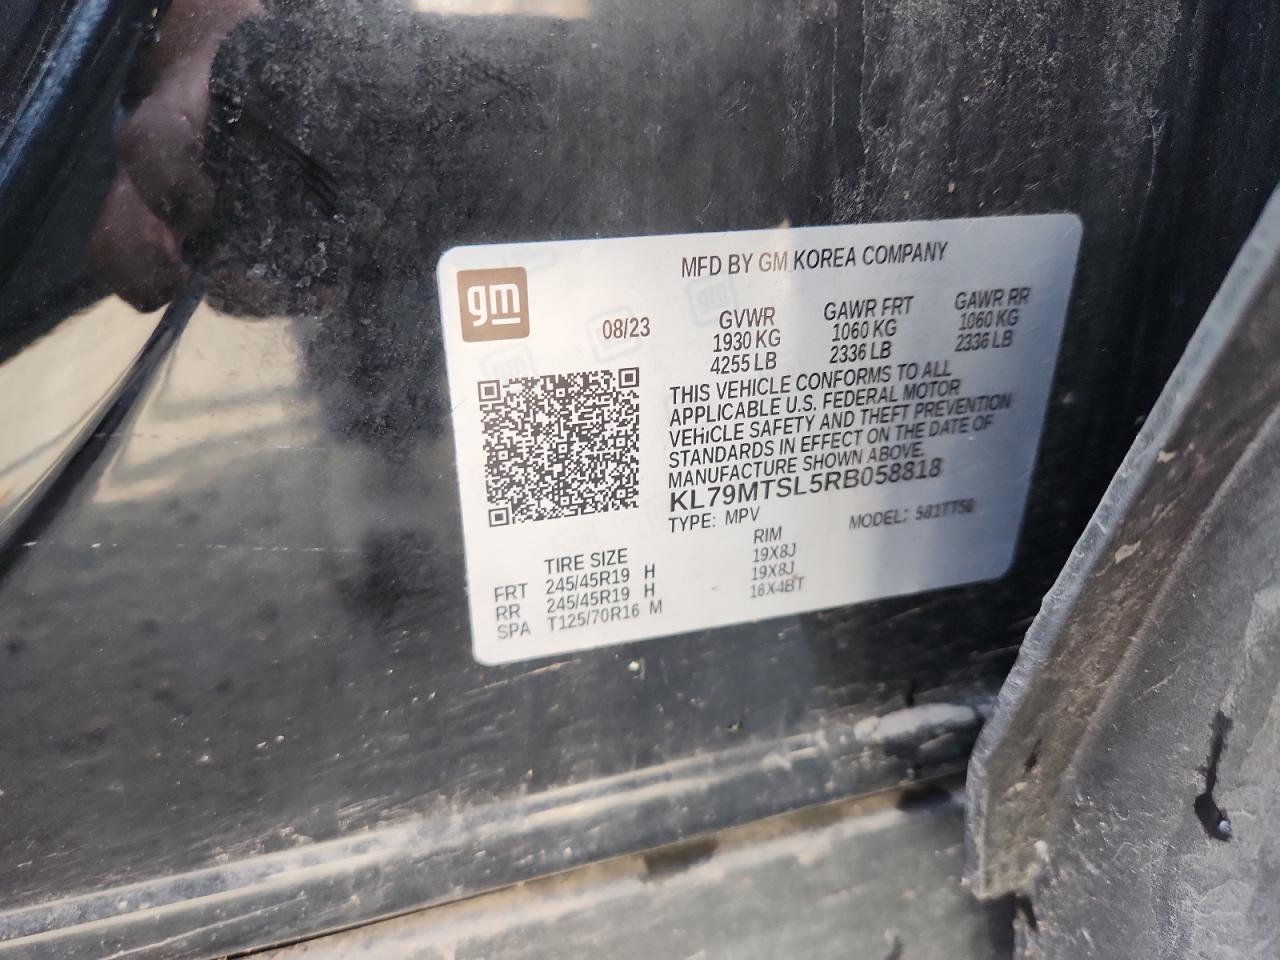 gm
MFD BY GM KOREA COMPANY
08/23
GVWR GAWR FRT GAWR RR
1930 KG 1060 KG 1060 KG
4255 LB 2336 LB 2336 LB
THIS VEHICLE CONFORMS TO ALL
APPLICABLE U.S. FEDERAL MOTOR
VEHICLE SAFETY AND THEFT PREVENTION
STANDARDS IN EFFECT ON THE DATE OF
MANUFACTURE SHOWN ABOVE.
KL79MTSL5RB058818
TYPE: MPV MODEL: 581TT50
TIRE SIZE RIM
FRT 245/45R19 H 19X8J
RR 245/45R19 H 19X8J
SPA T125/70R16 M 16X4BT